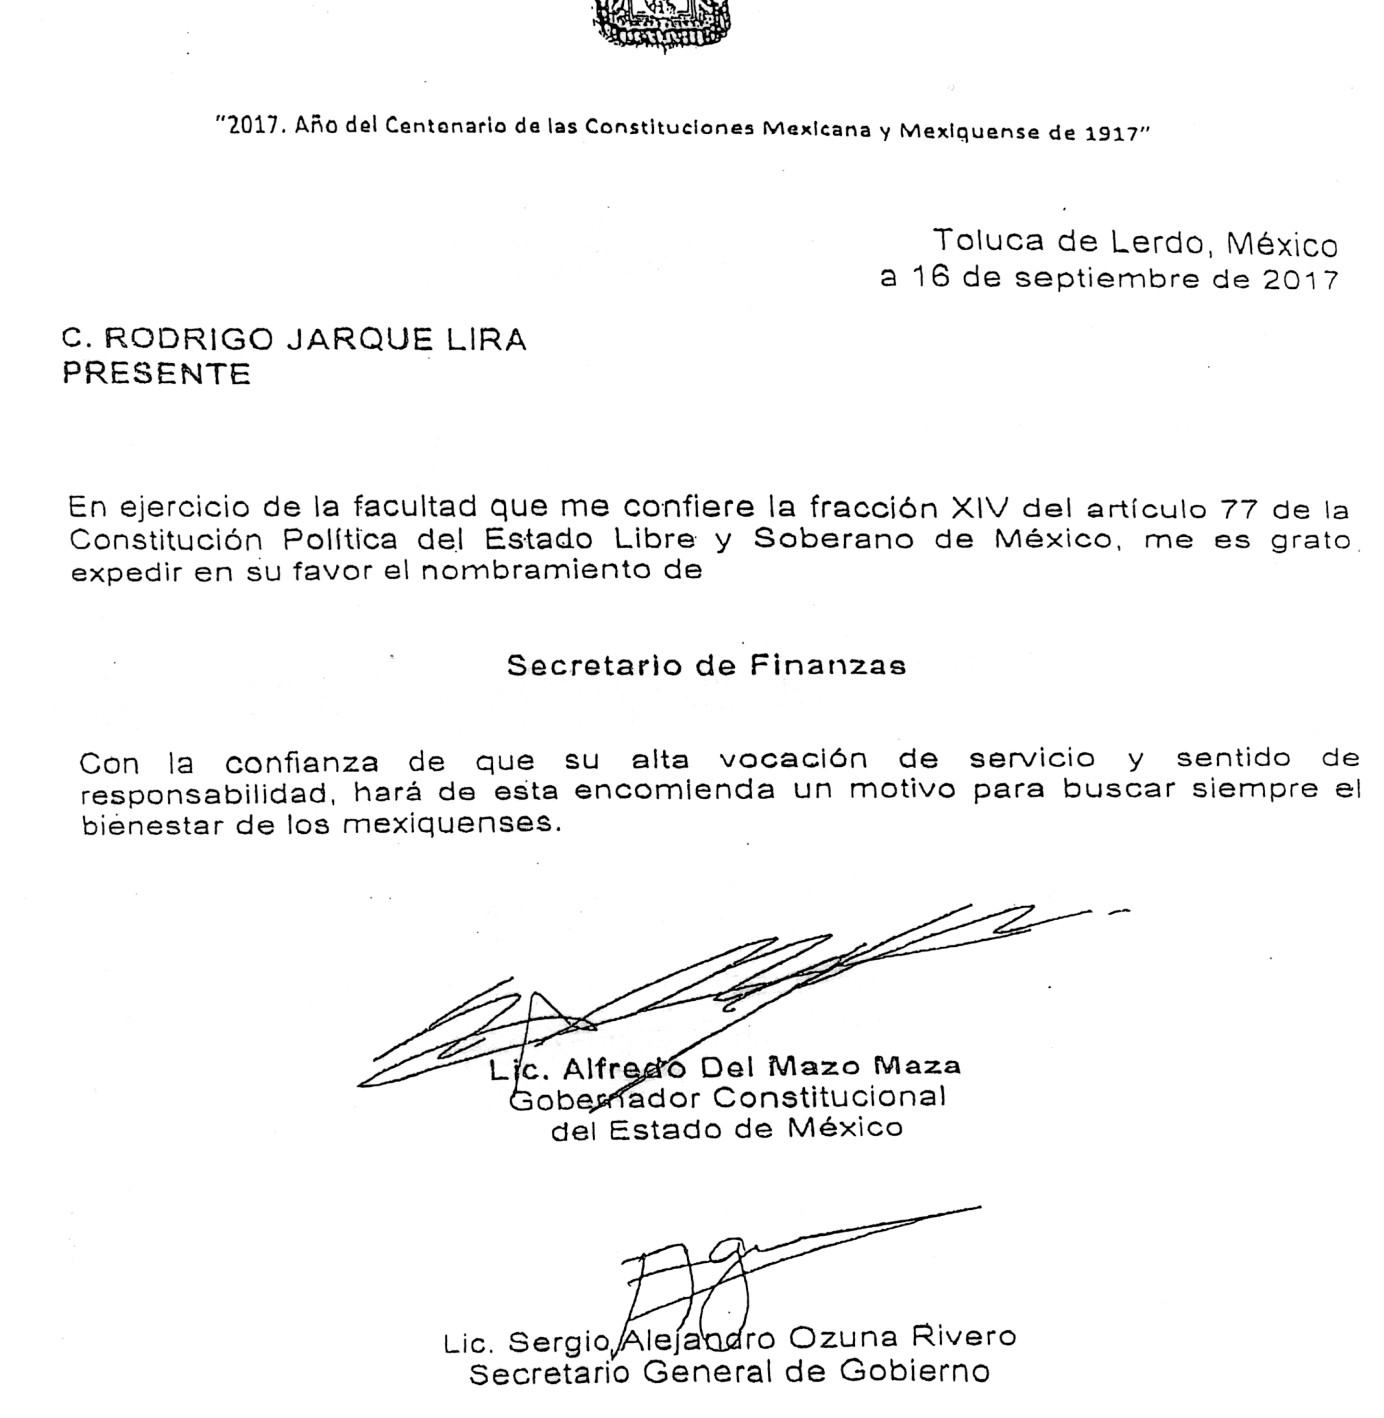 "2017. Año del Centenario de las Constituciones Mexicana y Mexiquense de 1917"
Toluca de Lerdo, México
a 16 de septiembre de 2017
C. RODRIGO JARQUE LIRA
PRESENTE
En ejercicio de la facultad que me confiere la fracción XIV del artículo 77 de la
Constitución Política del Estado Libre y Soberano de México, me es grato
expedir en su favor el nombramiento de
Secretario de Finanzas
Con la confianza de que su alta vocación de servicio y sentido de
responsabilidad, hará de esta encomienda un motivo para buscar siempre el
bienestar de los mexiquenses.
Lic. Alfredo Del Mazo Maza
Gobernador Constitucional
del Estado de México
Lic. Sergio Alejandro Ozuna Rivero
Secretario General de Gobierno